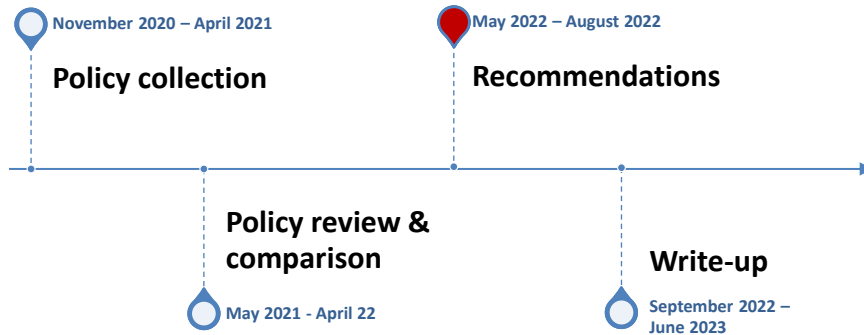 November 2020 – April 2021
Policy collection
May 2022 – August 2022
Recommendations
Policy review &
comparison
May 2021 - April 22
Write-up
September 2022 –
June 2023